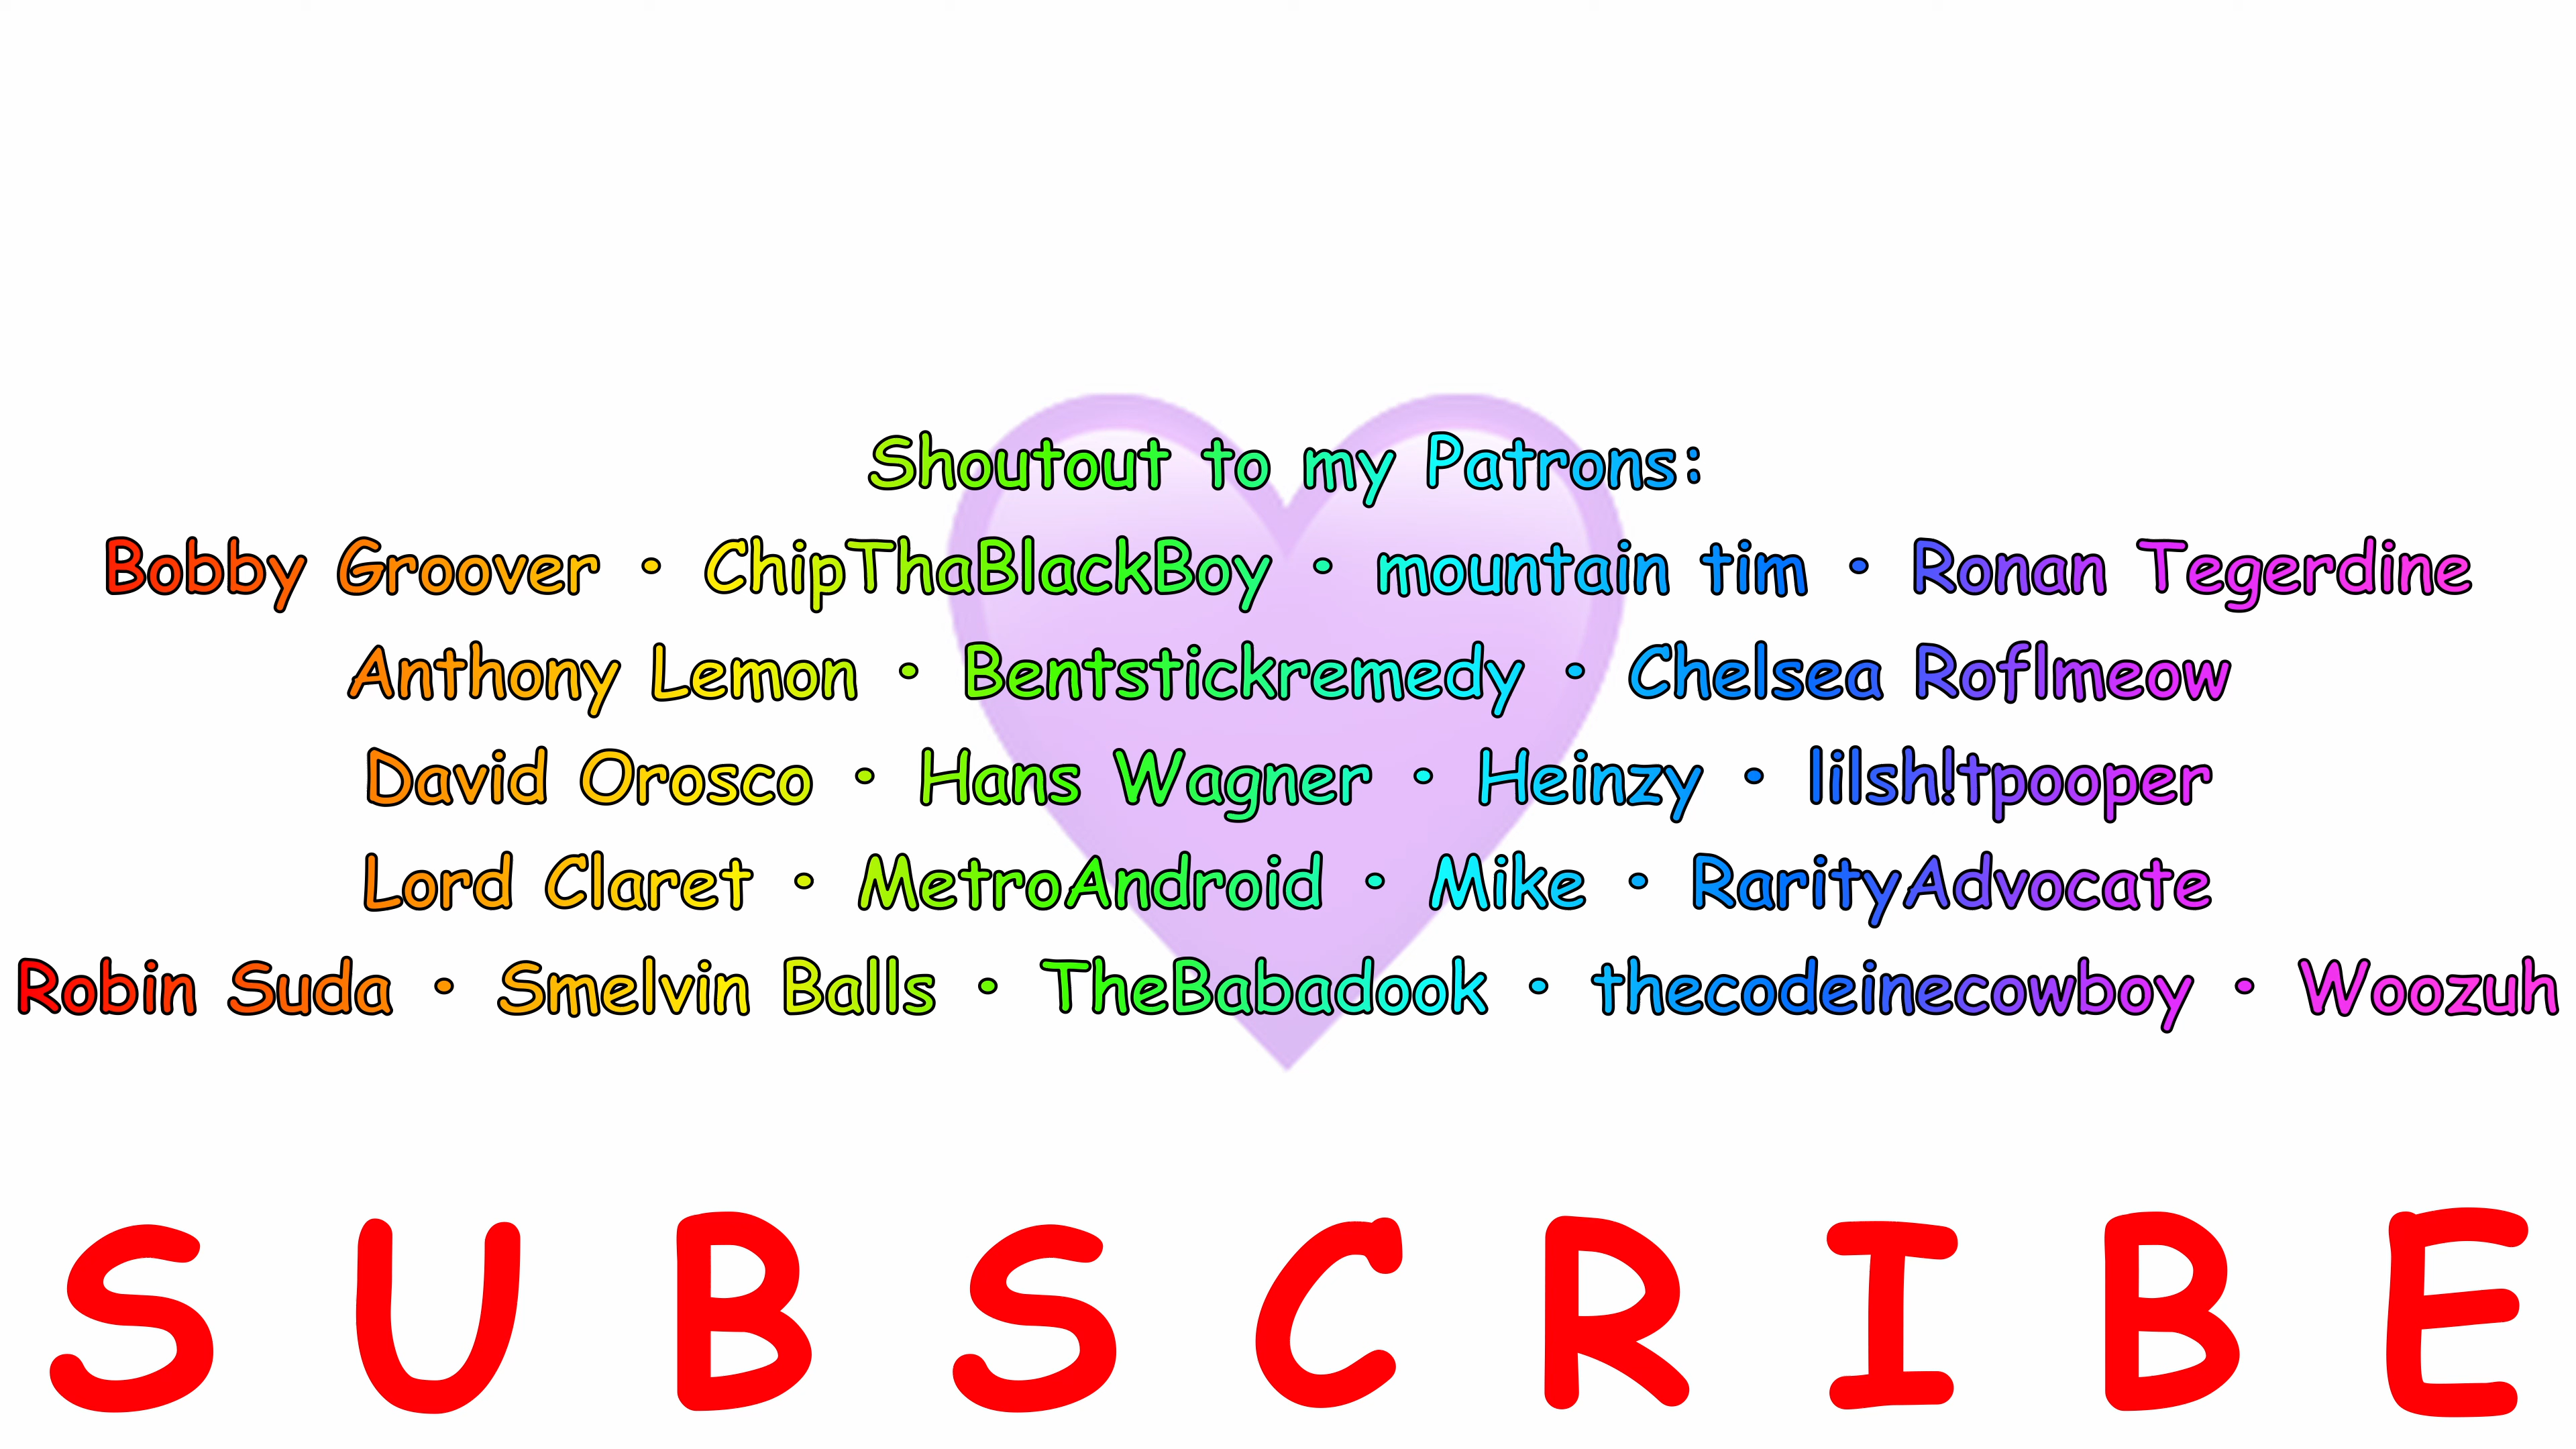 Shoutout to my Patrons:
Bobby Groover • ChipThaBlackBoy • mountain tim • Ronan Tegerdine
Anthony Lemon • Bentstickremedy • Chelsea Roflmeow
David Orosco • Hans Wagner • Heinzy • lilsh!tpooper
Lord Claret • MetroAndroid • Mike • RarityAdvocate
Robin Suda • Smelvin Balls • TheBabadook • thecodeinecowboy • Woozuh
SUBSCRIBE